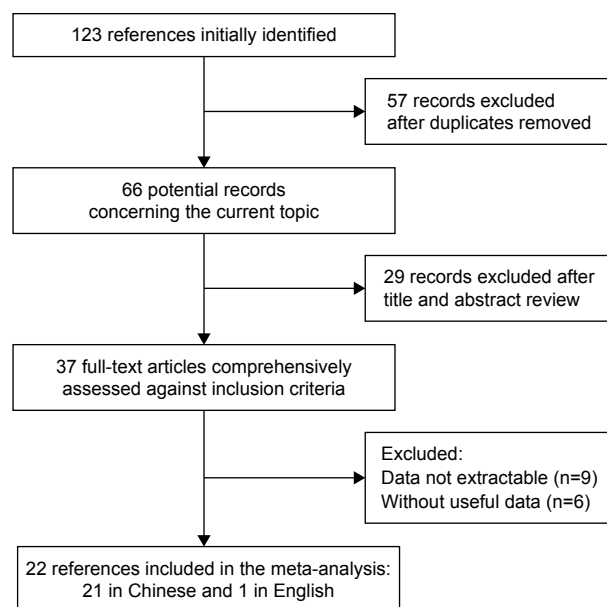 123 references initially identified
57 records excluded
after duplicates removed
66 potential records
concerning the current topic
29 records excluded after
title and abstract review
37 full-text articles comprehensively
assessed against inclusion criteria
Excluded:
Data not extractable (n=9)
Without useful data (n=6)
22 references included in the meta-analysis:
21 in Chinese and 1 in English